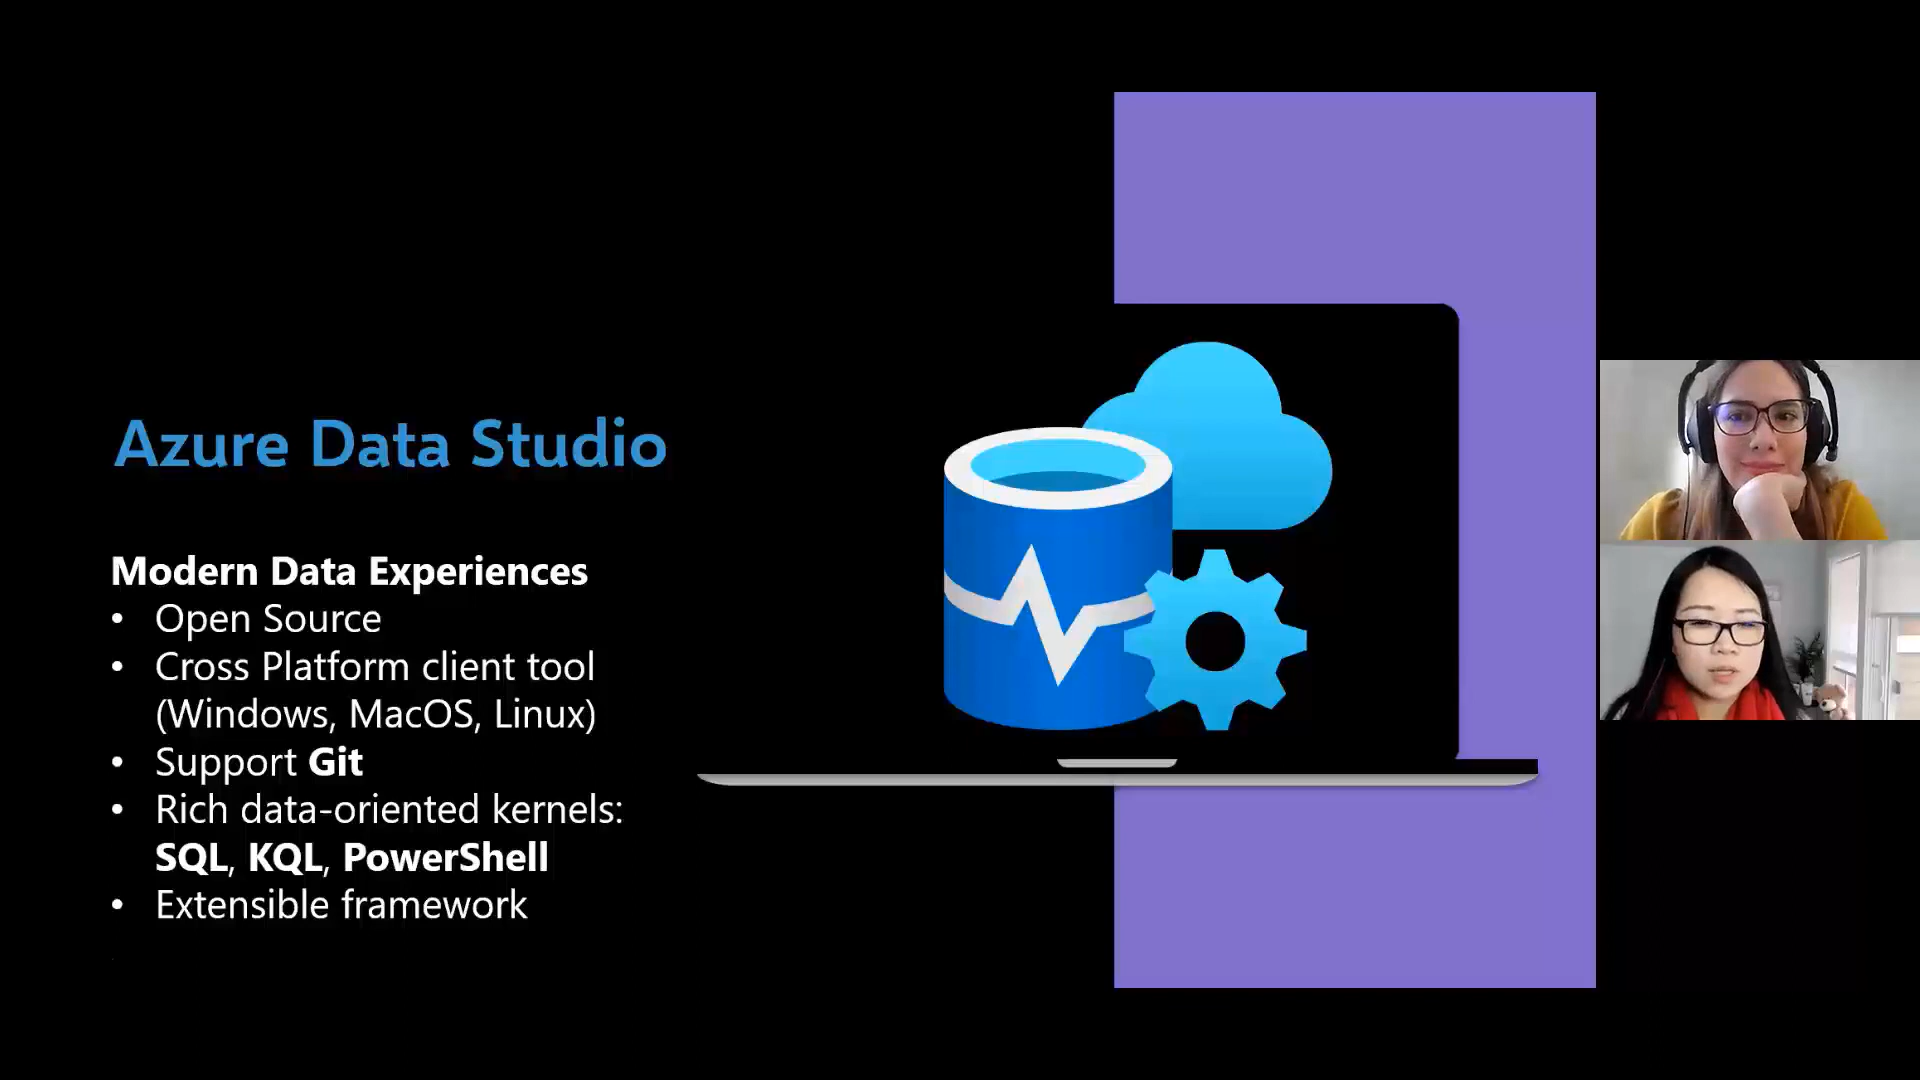 Azure Data Studio
Modern Data Experiences
• Open Source
• Cross Platform client tool
(Windows, MacOS, Linux)
• Support Git
• Rich data-oriented kernels:
SQL, KQL, PowerShell
• Extensible framework